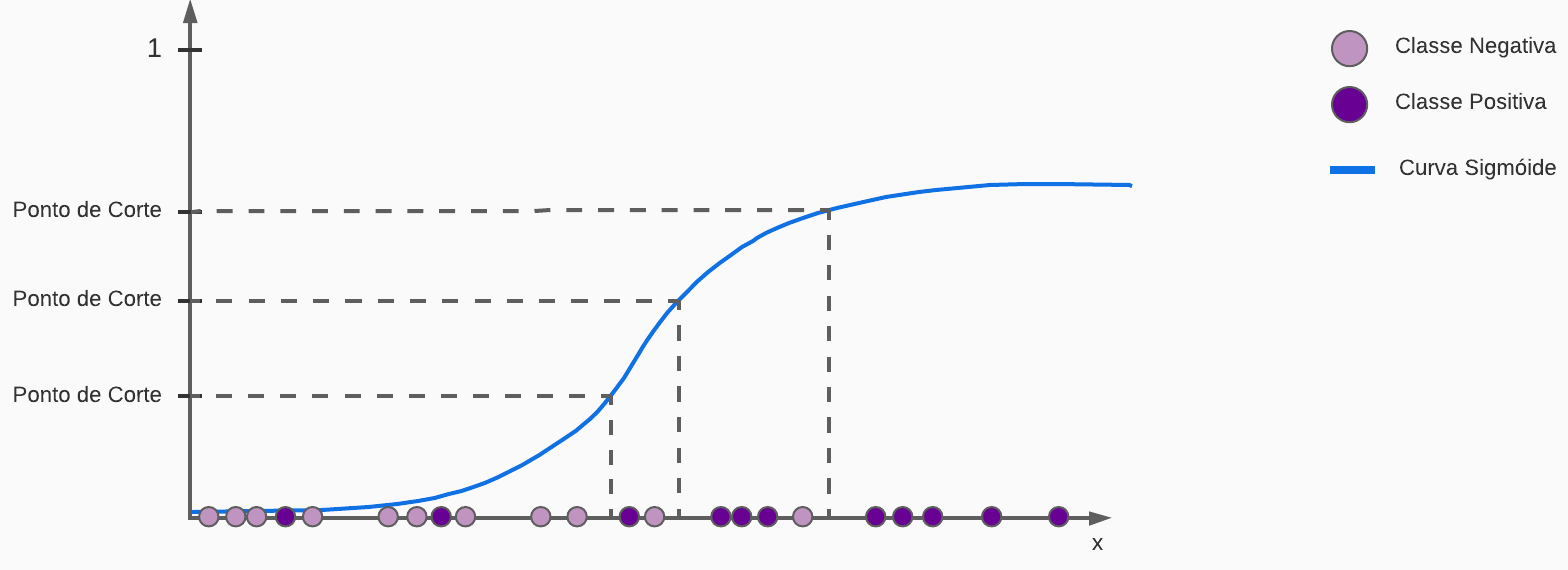 1
Ponto de Corte
Ponto de Corte
Ponto de Corte
x
Classe Negativa
Classe Positiva
Curva Sigmóide